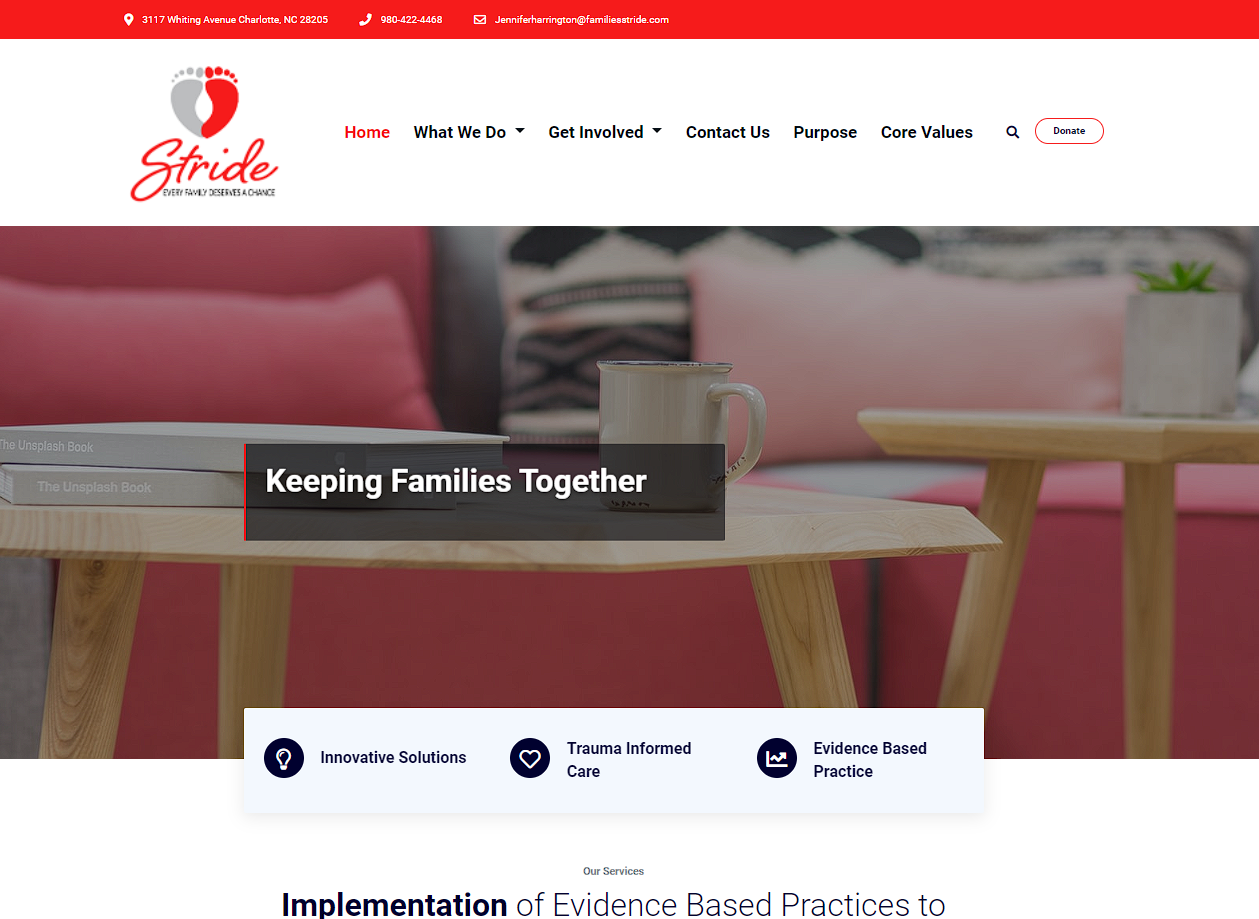 3117 Whiting Avenue Charlotte, NC 28205 980-422-4468 Jenniferharrington@familiesstride.com
Stride
EVERY FAMILY DESERVES A CHANCE
Home What We Do Get Involved Contact Us Purpose Core Values Donate
The Unsplash Book
The Unsplash Book
Keeping Families Together
Innovative Solutions
Trauma Informed
Care
Evidence Based
Practice
Our Services
Implementation of Evidence Based Practices to